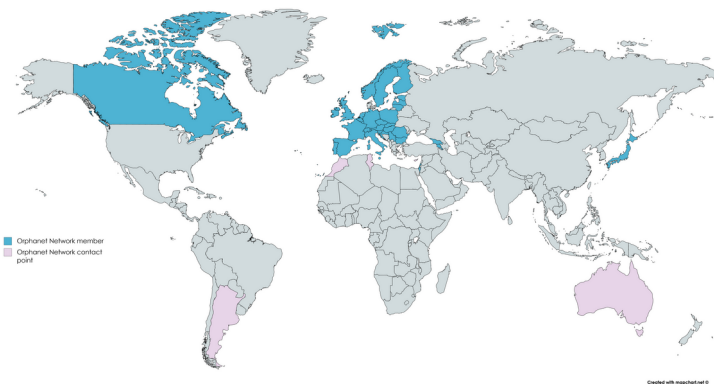 Orphanet Network member
Orphanet Network contact
point
Created with mapchart.net ©